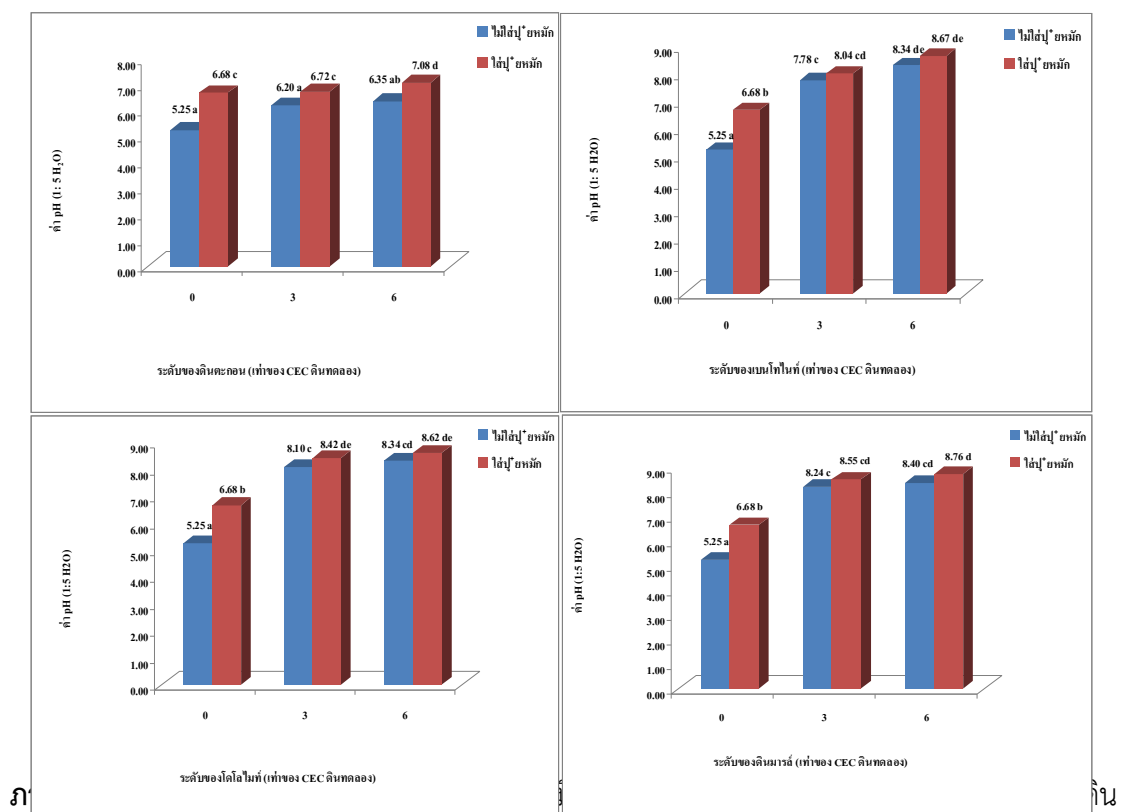 ไม่ใส่ปุ๋ยหมัก
ใส่ปุ๋ยหมัก
8.00
7.00
6.00
5.00
4.00
3.00
2.00
1.00
0.00
5.25 a
6.68 c
6.20 a
6.72 c
6.35 ab
7.08 d
ค่า pH (1: 5 H₂O)
0 3 6
ระดับของดินตะกอน (เท่าของ CEC ดินทดลอง)
ไม่ใส่ปุ๋ยหมัก
ใส่ปุ๋ยหมัก
9.00
8.00
7.00
6.00
5.00
4.00
3.00
2.00
1.00
0.00
5.25 a
6.68 b
7.78 c
8.04 cd
8.34 de
8.67 de
ค่า pH (1: 5 H2O)
0 3 6
ระดับของเบนโทไนท์ (เท่าของ CEC ดินทดลอง)
ไม่ใส่ปุ๋ยหมัก
ใส่ปุ๋ยหมัก
9.00
8.00
7.00
6.00
5.00
4.00
3.00
2.00
1.00
0.00
5.25 a
6.68 b
8.10 c
8.42 de
8.34 cd
8.62 de
ค่า pH (1:5 H2O)
0 3 6
ระดับของโดโลไมท์ (เท่าของ CEC ดินทดลอง)
ไม่ใส่ปุ๋ยหมัก
ใส่ปุ๋ยหมัก
9.00
8.00
7.00
6.00
5.00
4.00
3.00
2.00
1.00
0.00
5.25 a
6.68 b
8.24 c
8.55 cd
8.40 cd
8.76 d
ค่า pH (1:5 H2O)
0 3 6
ระดับของดินมาร์ล (เท่าของ CEC ดินทดลอง)